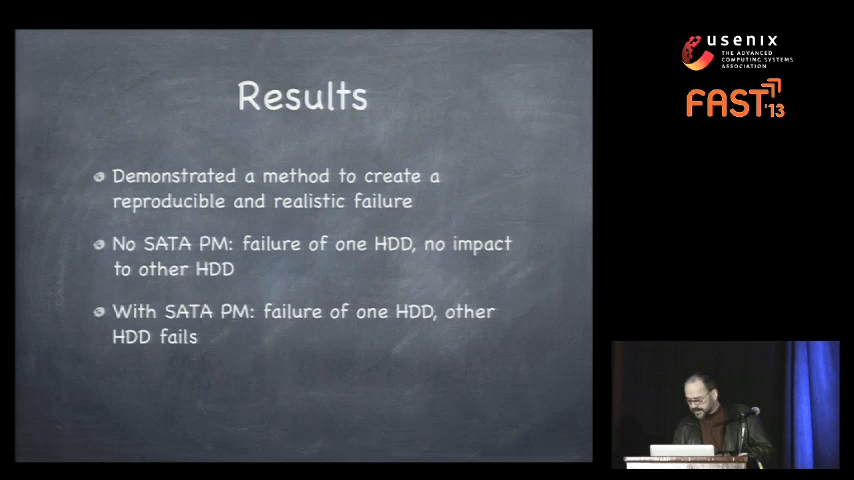 Results
Demonstrated a method to create a
reproducible and realistic failure
No SATA PM: failure of one HDD, no impact
to other HDD
With SATA PM: failure of one HDD, other
HDD fails
usenix
THE ADVANCED
COMPUTING SYSTEMS
ASSOCIATION
FAST'13